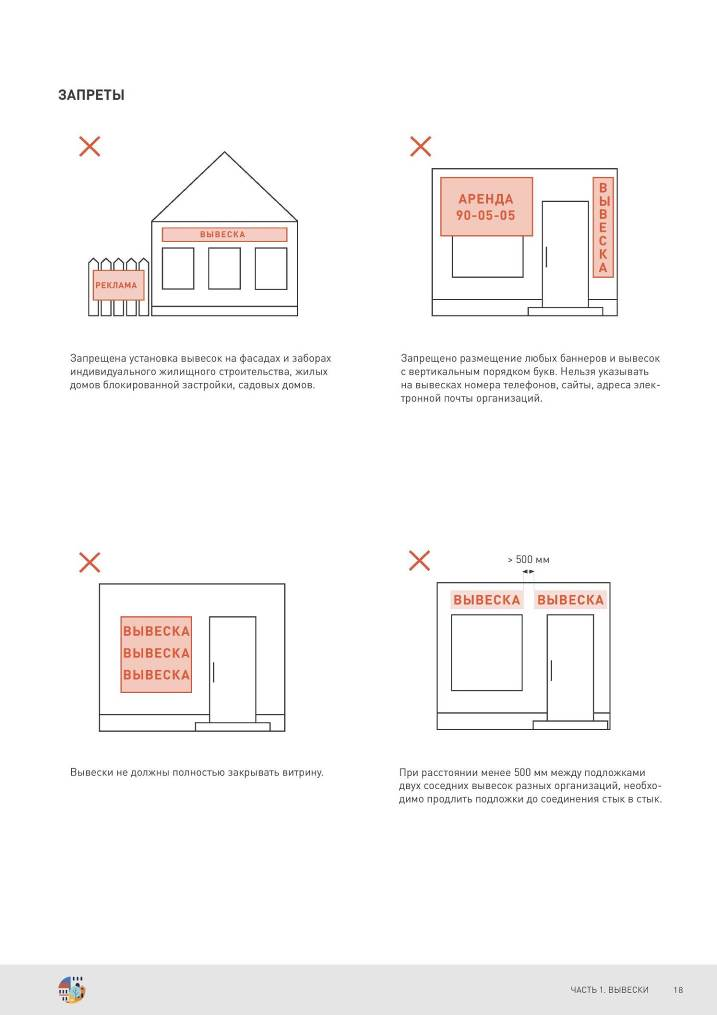 ЗАПРЕТЫ
ВЫВЕСКА
РЕКЛАМА
Запрещена установка вывесок на фасадах и заборах
индивидуального жилищного строительства, жилых
домов блокированной застройки, садовых домов.
АРЕНДА
90-05-05
ВЫВЕСКА
Запрещено размещение любых баннеров и вывесок
с вертикальным порядком букв. Нельзя указывать
на вывесках номера телефонов, сайты, адреса элек-
тронной почты организаций.
ВЫВЕСКА
ВЫВЕСКА
ВЫВЕСКА
Вывески не должны полностью закрывать витрину.
> 500 мм
ВЫВЕСКА ВЫВЕСКА
При расстоянии менее 500 мм между подложками
двух соседних вывесок разных организаций, необхо-
димо продлить подложки до соединения стык в стык.
ЧАСТЬ 1. ВЫВЕСКИ 18